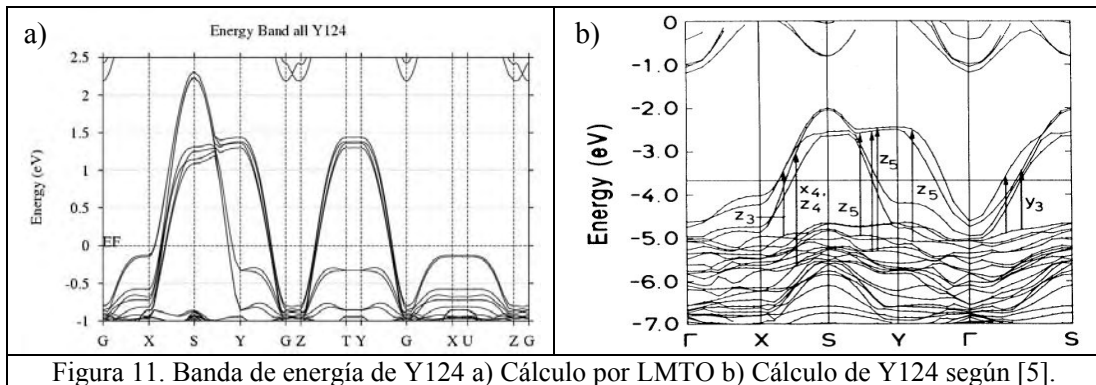 a)
Energy Band all Y124
Energy (eV)
2.5
2
1.5
1
0.5
0
-0.5
-1
EF
G X S Y G Z T Y G X U Z G
b)
Energy (eV)
0
-1.0
-2.0
-3.0
-4.0
-5.0
-6.0
-7.0
z3
x4,
z4
z5
z5
z5
y3
Γ X S Y Γ S
Figura 11. Banda de energía de Y124 a) Cálculo por LMTO b) Cálculo de Y124 según [5].